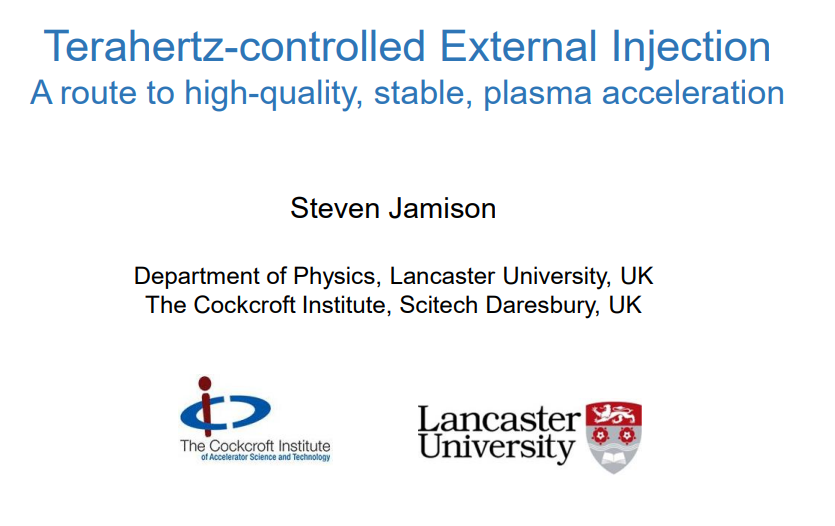 Terahertz-controlled External Injection
A route to high-quality, stable, plasma acceleration
Steven Jamison
Department of Physics, Lancaster University, UK
The Cockcroft Institute, Scitech Daresbury, UK
The Cockcroft Institute
of Accelerator Science and Technology
Lancaster
University